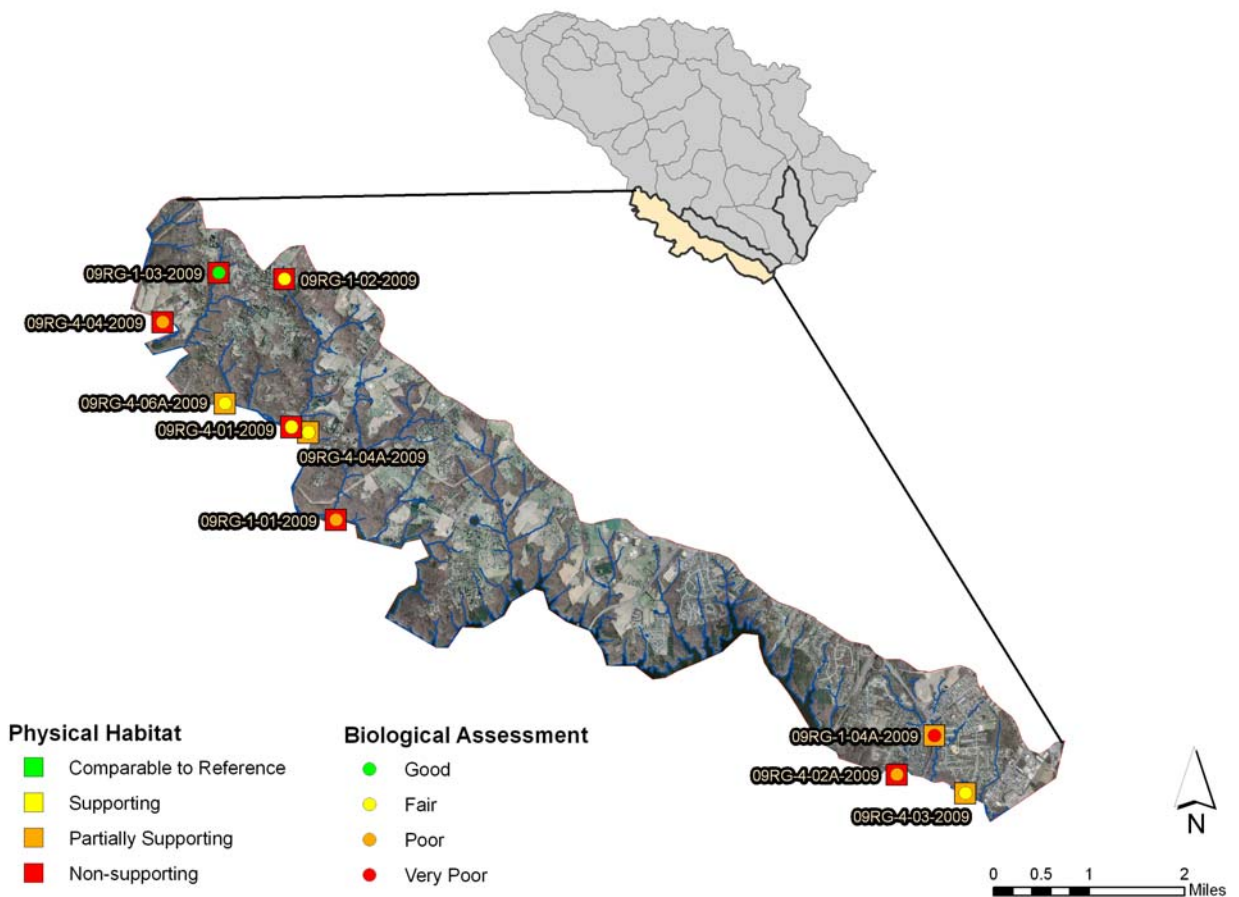 09RG-1-03-2009
09RG-1-02-2009
09RG-4-04-2009
09RG-4-06A-2009
09RG-4-01-2009
09RG-4-04A-2009
09RG-1-01-2009
09RG-1-04A-2009
09RG-4-02A-2009
09RG-4-03-2009
Physical Habitat
Comparable to Reference
Supporting
Partially Supporting
Non-supporting
Biological Assessment
Good
Fair
Poor
Very Poor
N
0 0.5 1 2
Miles